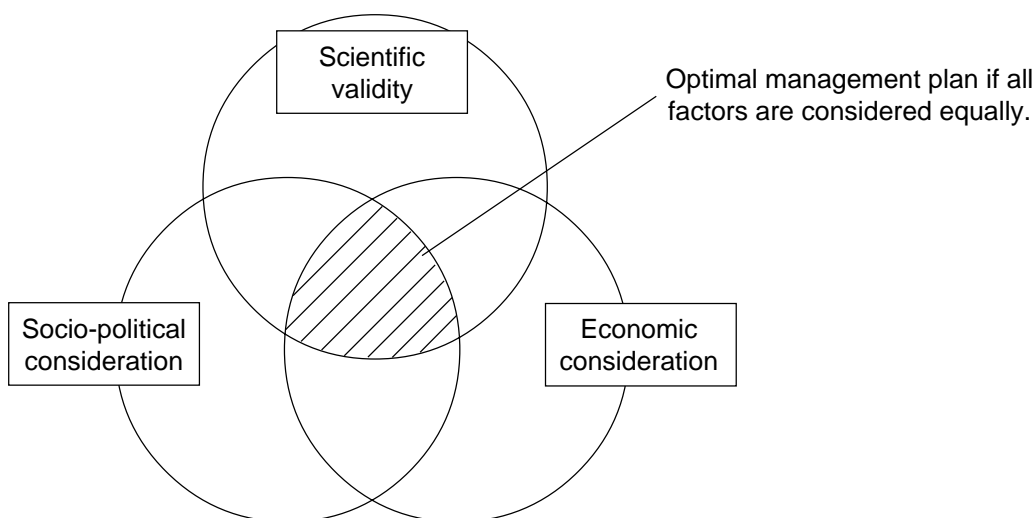 Scientific
validity
Optimal management plan if all
factors are considered equally.
Socio-political
consideration
Economic
consideration